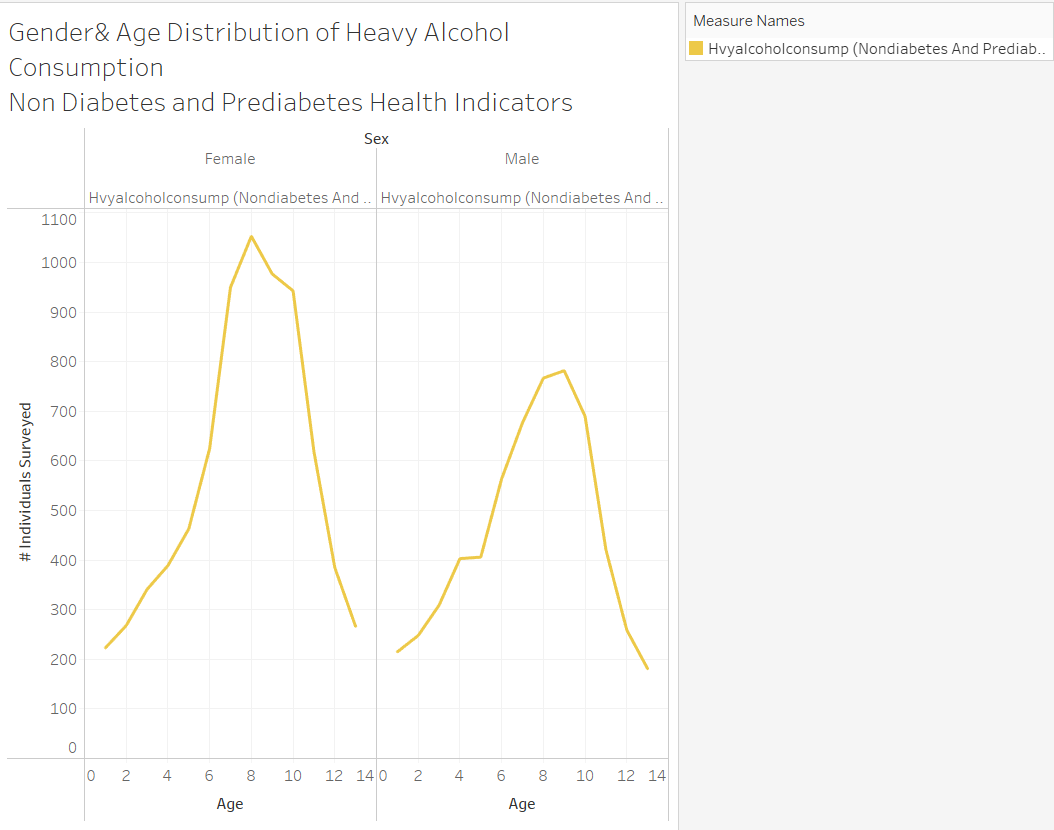 Gender& Age Distribution of Heavy Alcohol
Consumption
Non Diabetes and Prediabetes Health Indicators
Measure Names
Hvyalcoholconsump (Nondiabetes And Prediab..
Sex
Female
Male
Hvyalcoholconsump (Nondiabetes And ..
Hvyalcoholconsump (Nondiabetes And ..
# Individuals Surveyed
1100
1000
900
800
700
600
500
400
300
200
100
0
0 2 4 6 8 10 12 14
0 2 4 6 8 10 12 14
Age
Age